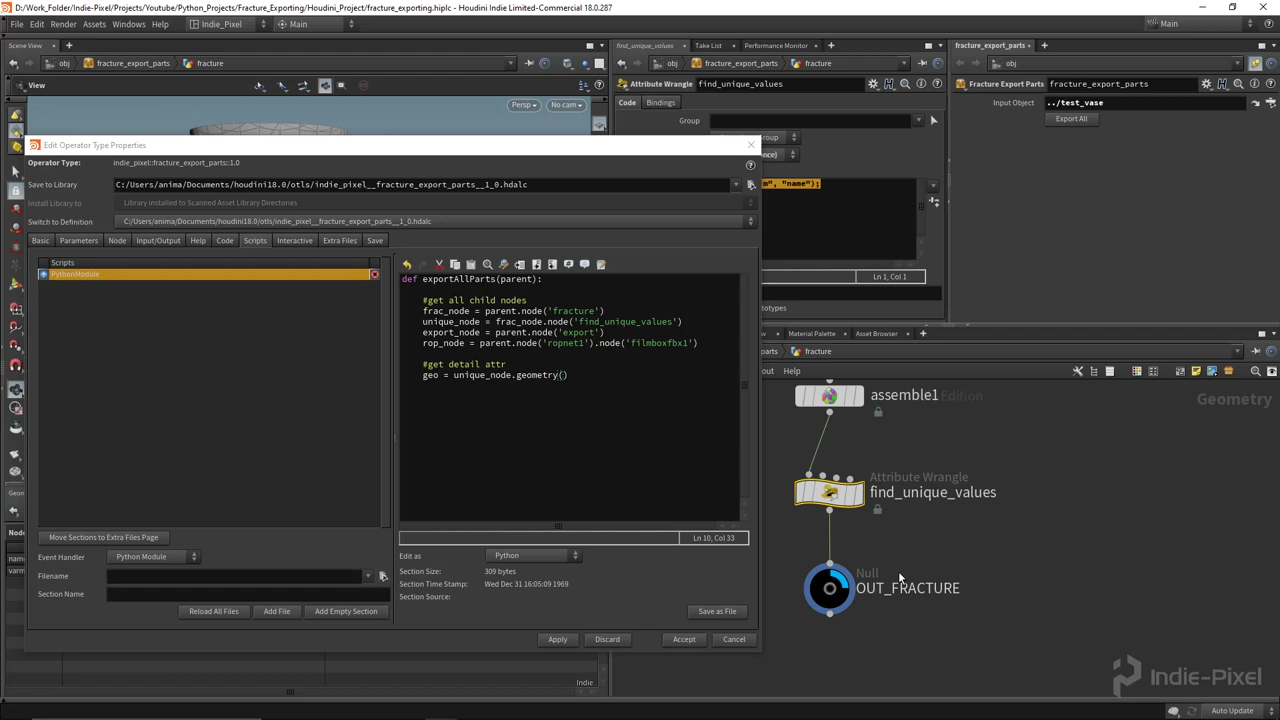 D:/Work_Folder/Indie-Pixel/Projects/Youtube/Python_Projects/Fracture_Exporting/Houdini_Project/fracture_exporting.hiplc - Houdini Indie Limited-Commercial 18.0.287
File Edit Render Assets Windows Help Indie_Pixel Main Main
Scene View find_unique_values Take List Performance Monitor fracture_export_parts
obj fracture_export_parts fracture obj fracture_export_parts fracture obj
View Attribute Wrangle find_unique_values Fracture Export Parts fracture_export_parts
Code Bindings Input Object ../test_vase
Persp No cam Group Export All
Edit Operator Type Properties
Operator Type: indie_pixel::fracture_export_parts::1.0
Save to Library C:/Users/anima/Documents/houdini18.0/otls/indie_pixel__fracture_export_parts__1_0.hdalc
"name");
Install Library to Library installed to Scanned Asset Library Directories
Switch to Definition C:/Users/anima/Documents/houdini18.0/otls/indie_pixel__fracture_export_parts__1_0.hdalc
Basic Parameters Node Input/Output Help Code Scripts Interactive Extra Files Save
Scripts
PythonModule
def exportAllParts(parent):
#get all child nodes
frac_node = parent.node('fracture')
unique_node = frac_node.node('find_unique_values')
export_node = parent.node('export')
rop_node = parent.node('ropnet1').node('filmboxfbx1')
#get detail attr
geo = unique_node.geometry()
Ln 1, Col 1
Material Palette Asset Browser
fracture
Help
Geometry
assemble1
Attribute Wrangle
find_unique_values
Null
OUT_FRACTURE
Ln 10, Col 33
Move Sections to Extra Files Page
Event Handler Python Module
Edit as Python
Filename
Section Size: 309 bytes
Section Time Stamp: Wed Dec 31 16:05:09 1969
Section Name
Section Source:
Reload All Files Add File Add Empty Section Save as File
Apply Discard Accept Cancel
Indie
Indie-Pixel
Auto Update